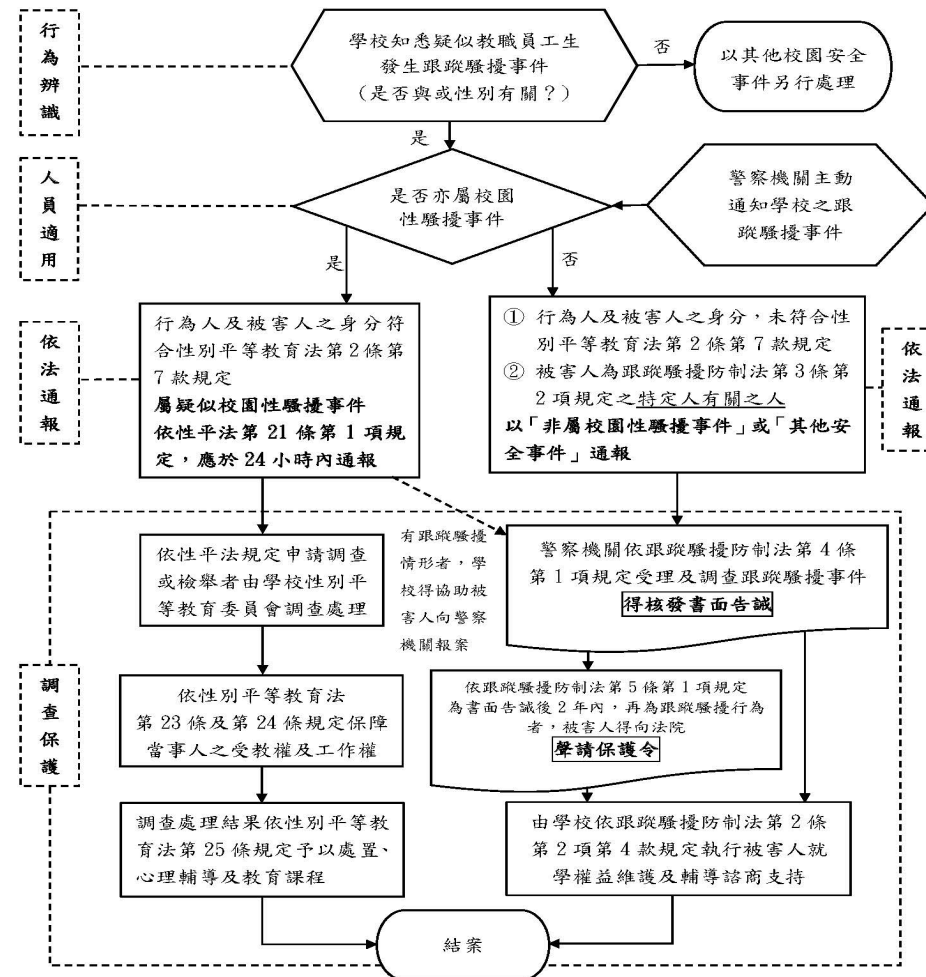 行為辨識
學校知悉疑似教職員工生
發生跟蹤騷擾事件
（是否與或性別有關？）
否
以其他校園安全
事件另行處理
是
人員適用
是否亦屬校園
性騷擾事件
警察機關主動
通知學校之跟
蹤騷擾事件
是
否
依法通報
行為人及被害人之身分符
合性別平等教育法第2條第
7款規定
屬疑似校園性騷擾事件
依性平法第21條第1項規
定，應於24小時內通報
① 行為人及被害人之身分，未符合性
別平等教育法第2條第7款規定
② 被害人為跟蹤騷擾防制法第3條第
2項規定之特定人有關之人
以「非屬校園性騷擾事件」或「其他安
全事件」通報
依法通報
調查保護
依性平法規定申請調查
或檢舉者由學校性別平
等教育委員會調查處理
有跟蹤騷擾
情形者，學
校得協助被
害人向警察
機關報案
警察機關依跟蹤騷擾防制法第4條
第1項規定受理及調查跟蹤騷擾事件
得核發書面告誡
依性別平等教育法
第23條及第24條規定保障
當事人之受教權及工作權
依跟蹤騷擾防制法第5條第1項規定
為書面告誡後2年內，再為跟蹤騷擾行為
者，被害人得向法院
聲請保護令
調查處理結果依性別平等教
育法第25條規定予以處置、
心理輔導及教育課程
由學校依跟蹤騷擾防制法第2條
第2項第4款規定執行被害人就
學權益維護及輔導諮商支持
結案